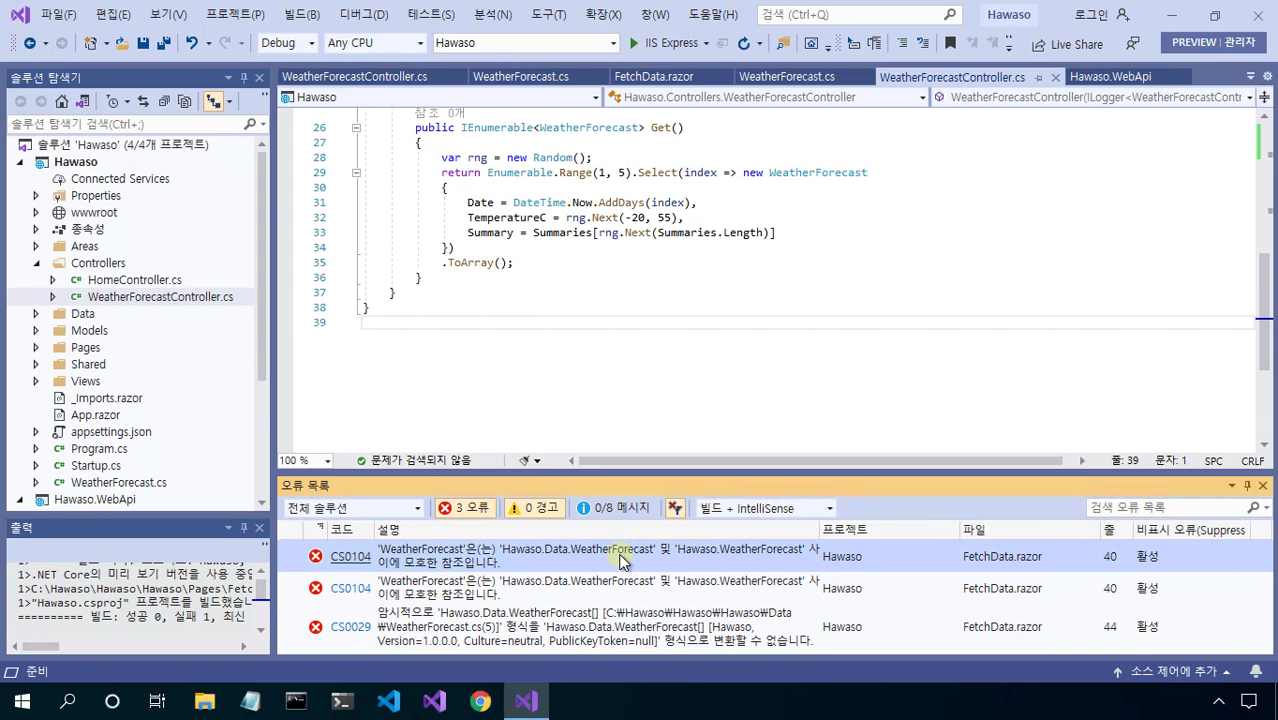 파일(F) 편집(E) 보기(V) 프로젝트(P) 빌드(B) 디버그(D) 테스트(S) 분석(N) 도구(T) 확장(X) 창(W) 도움말(H) 검색 (Ctrl+Q) Hawaso 로그인
Debug Any CPU Hawaso IIS Express Live Share PREVIEW 관리자
솔루션 탐색기
솔루션 탐색기 검색(Ctrl+;)
솔루션 'Hawaso' (4/4개 프로젝트)
Hawaso
Connected Services
Properties
wwwroot
종속성
Areas
Controllers
HomeController.cs
WeatherForecastController.cs
Data
Models
Pages
Shared
Views
_Imports.razor
App.razor
appsettings.json
Program.cs
Startup.cs
WeatherForecast.cs
Hawaso.WebApi
출력
1>.NET Core의 미리 보기 버전을 사용 중입
1>C:\Hawaso\Hawaso\Hawaso\Pages\Fetc
1>"Hawaso.csproj" 프로젝트를 빌드했습니
========== 빌드: 성공 0, 실패 1, 최신
WeatherForecastController.cs WeatherForecast.cs FetchData.razor WeatherForecast.cs WeatherForecastController.cs Hawaso.WebApi
Hawaso Hawaso.Controllers.WeatherForecastController WeatherForecastController(ILogger<WeatherForecastContr
참조 0개
26 public IEnumerable<WeatherForecast> Get()
27 {
28 var rng = new Random();
29 return Enumerable.Range(1, 5).Select(index => new WeatherForecast
30 {
31 Date = DateTime.Now.AddDays(index),
32 TemperatureC = rng.Next(-20, 55),
33 Summary = Summaries[rng.Next(Summaries.Length)]
34 })
35 .ToArray();
36 }
37 }
38 }
39
100 % 문제가 검색되지 않음 줄: 39 문자: 1 SPC CRLF
오류 목록
전체 솔루션 3 오류 0 경고 0/8 메시지 빌드 + IntelliSense 검색 오류 목록
코드 설명 프로젝트 파일 줄 비표시 오류(Suppress
CS0104 'WeatherForecast'은(는) 'Hawaso.Data.WeatherForecast' 및 'Hawaso.WeatherForecast' 사 Hawaso FetchData.razor 40 활성
이에 모호한 참조입니다.
CS0104 'WeatherForecast'은(는) 'Hawaso.Data.WeatherForecast' 및 'Hawaso.WeatherForecast' 사 Hawaso FetchData.razor 40 활성
이에 모호한 참조입니다.
암시적으로 'Hawaso.Data.WeatherForecast[] [C:₩Hawaso₩Hawaso₩Hawaso₩Data
CS0029 ₩WeatherForecast.cs(5)]' 형식을 'Hawaso.Data.WeatherForecast[] [Hawaso, Hawaso FetchData.razor 44 활성
Version=1.0.0.0, Culture=neutral, PublicKeyToken=null]' 형식으로 변환할 수 없습니다.
준비 소스 제어에 추가